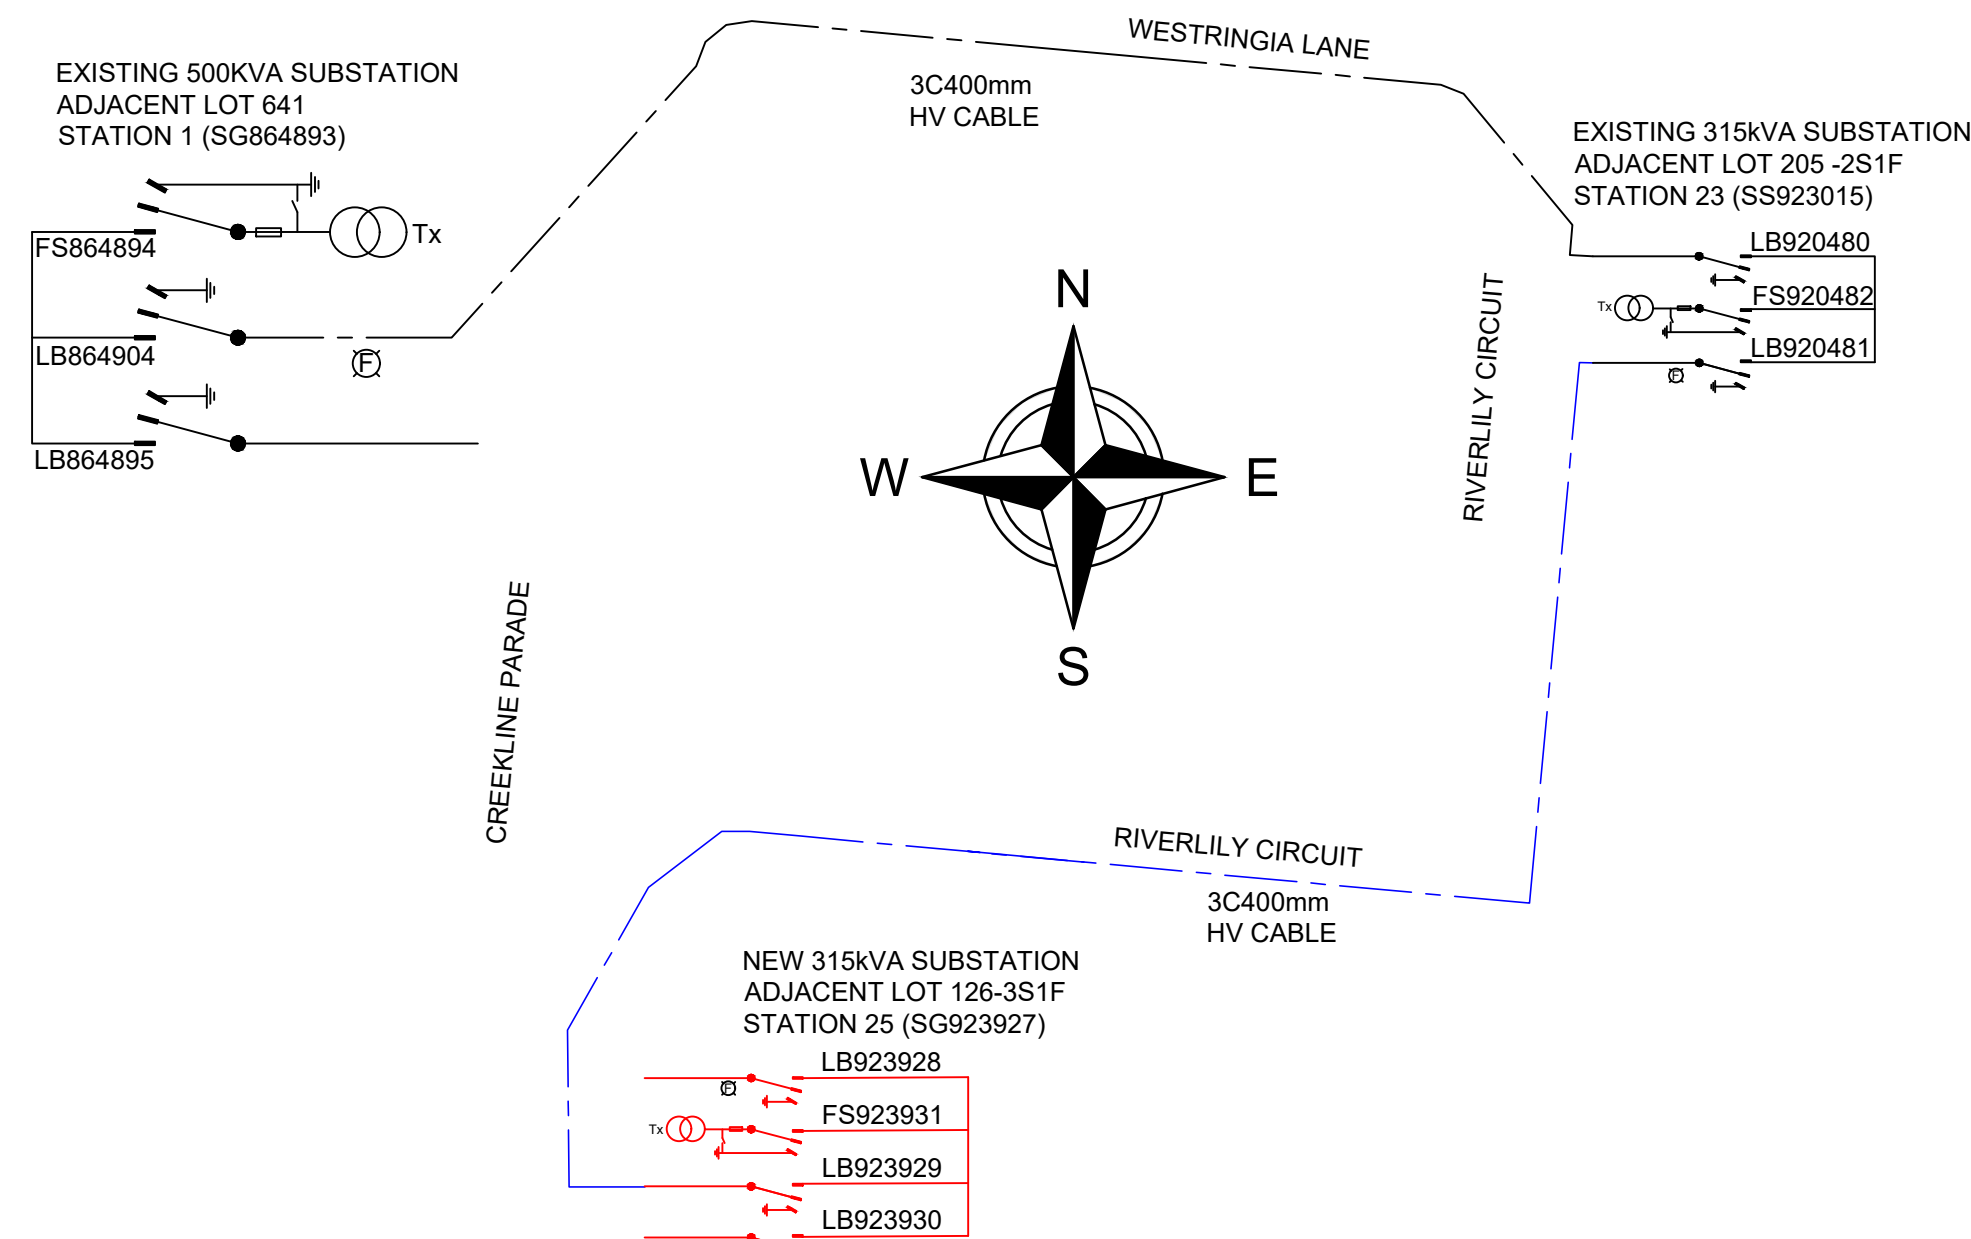 WESTRINGIA LANE
EXISTING 500KVA SUBSTATION
ADJACENT LOT 641
STATION 1 (SG864893)
3C400mm
HV CABLE
EXISTING 315kVA SUBSTATION
ADJACENT LOT 205 -2S1F
STATION 23 (SS923015)
Tx
FS864894
LB864904
F
LB864895
LB920480
Tx
FS920482
LB920481
F
RIVERLILY CIRCUIT
N
W
E
S
CREEKLINE PARADE
RIVERLILY CIRCUIT
3C400mm
HV CABLE
NEW 315kVA SUBSTATION
ADJACENT LOT 126-3S1F
STATION 25 (SG923927)
LB923928
F
FS923931
Tx
LB923929
LB923930